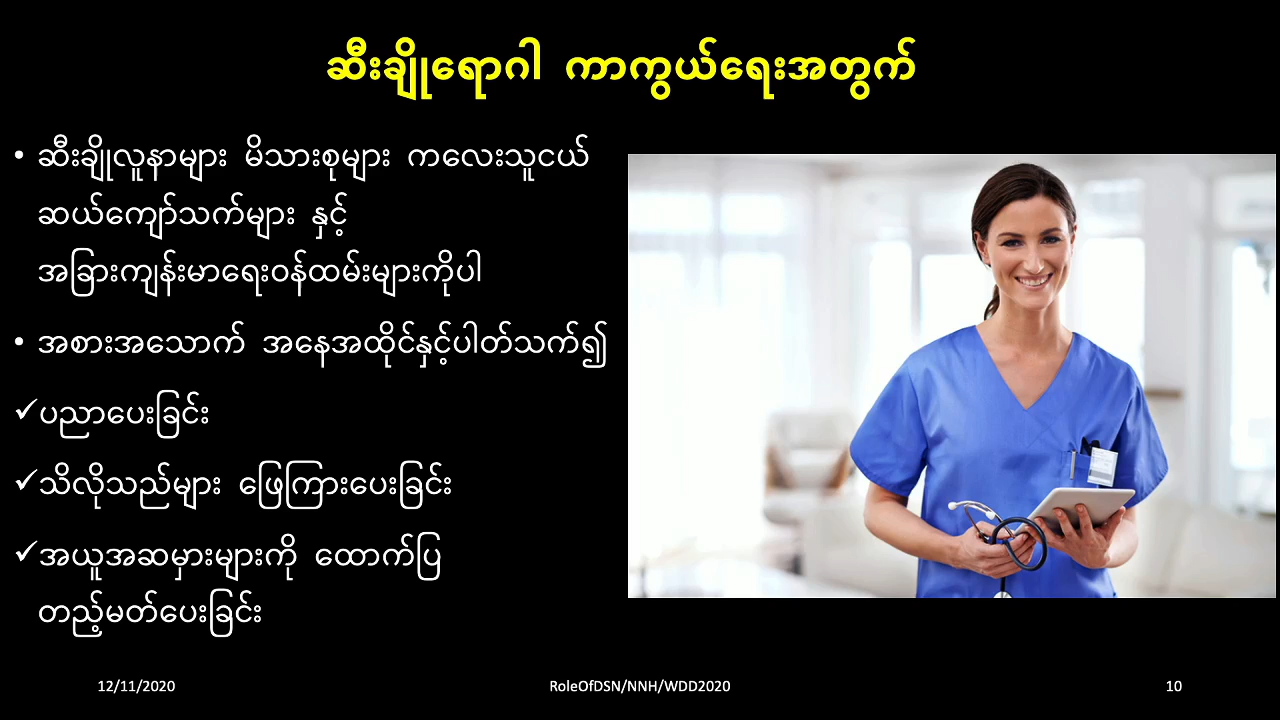 ဆီးချိုရောဂါ ကာကွယ်ရေးအတွက်
• ဆီးချိုလူနာများ မိသားစုများ ကလေးသူငယ်
ဆယ်ကျော်သက်များ နှင့်
အခြားကျန်းမာရေးဝန်ထမ်းများကိုပါ
• အစားအသောက် အနေအထိုင်နှင့်ပါတ်သက်၍
✓ပညာပေးခြင်း
✓သိလိုသည်များ ဖြေကြားပေးခြင်း
✓အယူအဆမှားများကို ထောက်ပြ
တည့်မတ်ပေးခြင်း
12/11/2020
RoleOfDSN/NNH/WDD2020
10